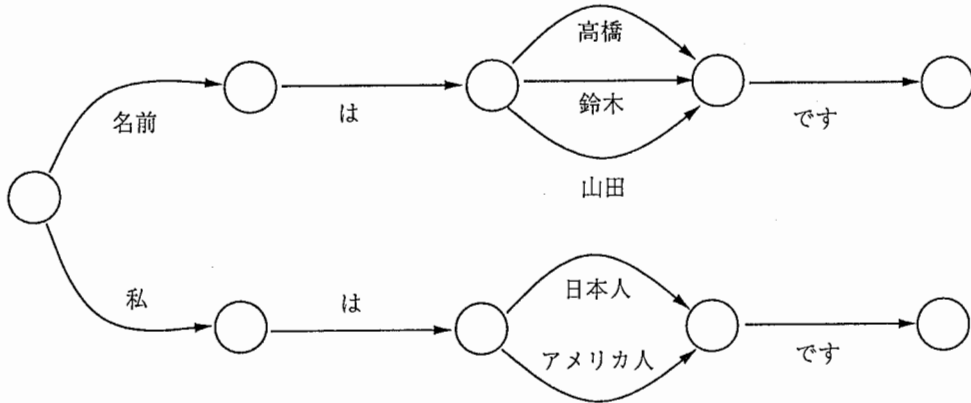 高橋
名前
は
鈴木
です
山田
私
は
日本人
アメリカ人
です